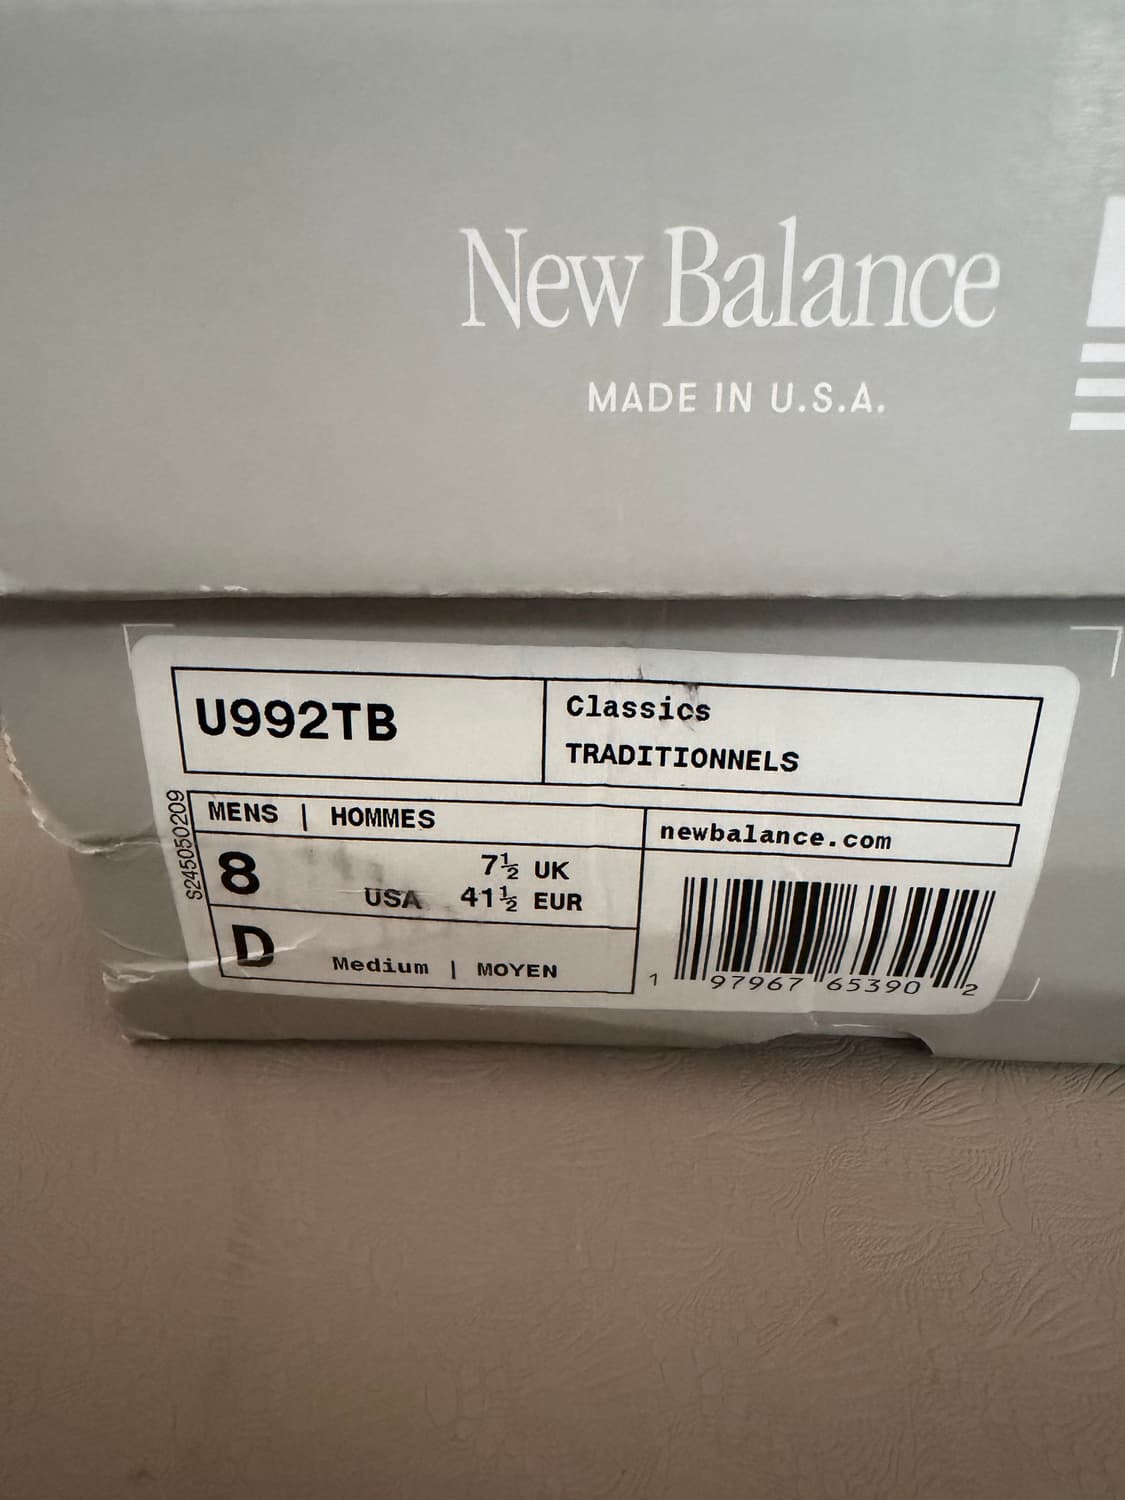 New Balance
MADE IN U.S.A.
U992TB
Classics
TRADITIONNELS
S245050209
MENS | HOMMES
8 USA
7½ UK
41½ EUR
D Medium | MOYEN
newbalance.com
1 97967 65390 2